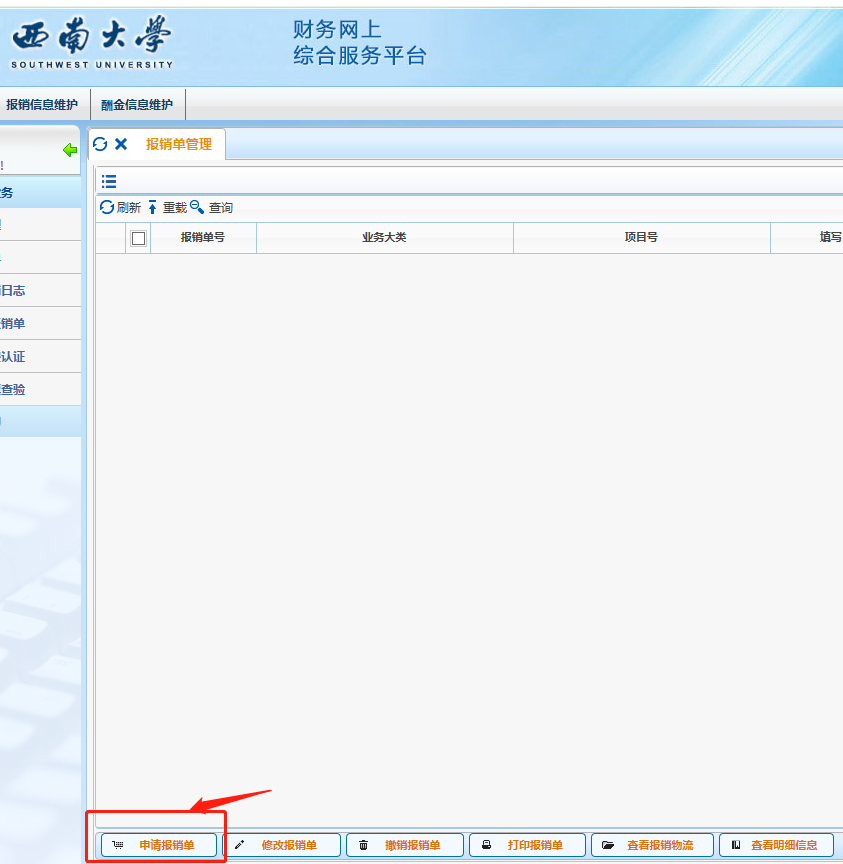 西南大学
SOUTHWEST UNIVERSITY
财务网上
综合服务平台
报销信息维护 酬金信息维护
报销单管理
!
务
日志
销单
认证
查验
刷新 重载 查询
报销单号 业务大类 项目号 填写
申请报销单 修改报销单 撤销报销单 打印报销单 查看报销物流 查看明细信息